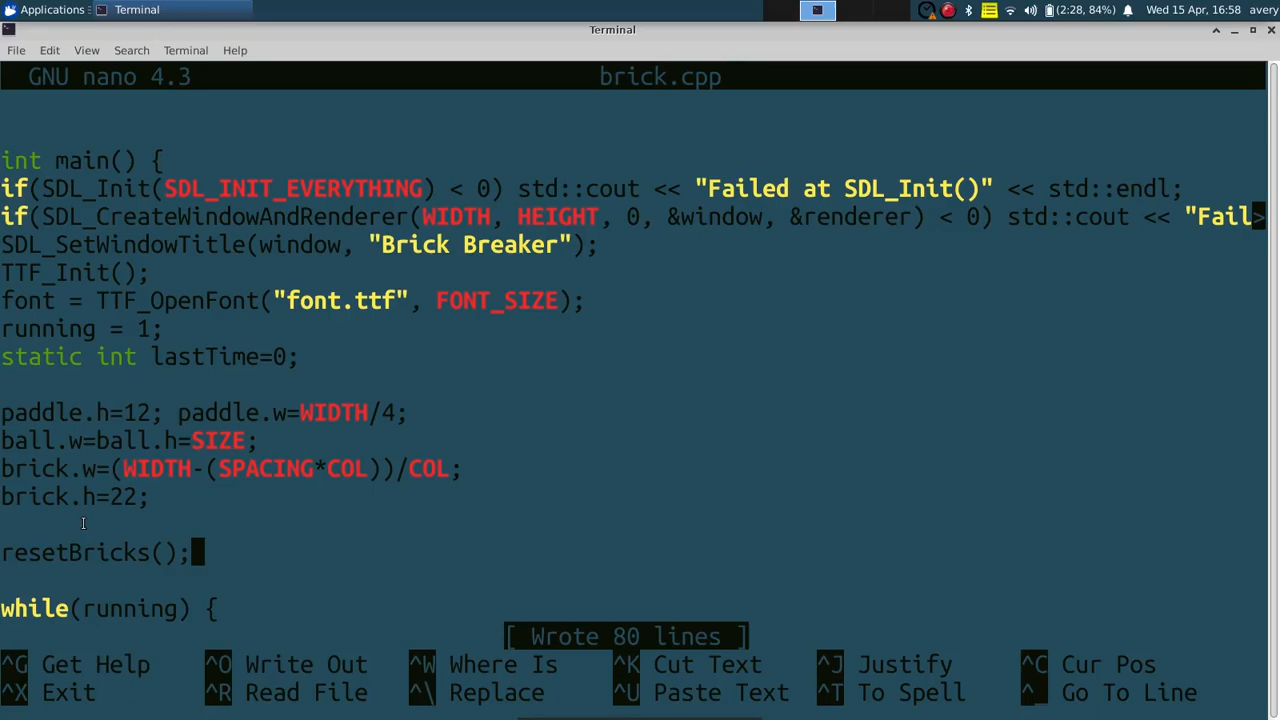 Applications Terminal (2:28, 84%) Wed 15 Apr, 16:58 avery
Terminal
File Edit View Search Terminal Help
GNU nano 4.3 brick.cpp
int main() {
if(SDL_Init(SDL_INIT_EVERYTHING) < 0) std::cout << "Failed at SDL_Init()" << std::endl;
if(SDL_CreateWindowAndRenderer(WIDTH, HEIGHT, 0, &window, &renderer) < 0) std::cout << "Fail>
SDL_SetWindowTitle(window, "Brick Breaker");
TTF_Init();
font = TTF_OpenFont("font.ttf", FONT_SIZE);
running = 1;
static int lastTime=0;
paddle.h=12; paddle.w=WIDTH/4;
ball.w=ball.h=SIZE;
brick.w=(WIDTH-(SPACING*COL))/COL;
brick.h=22;
resetBricks();
while(running) {
[ Wrote 80 lines ]
^G Get Help ^O Write Out ^W Where Is ^K Cut Text ^J Justify ^C Cur Pos
^X Exit ^R Read File ^\ Replace ^U Paste Text ^T To Spell ^_ Go To Line